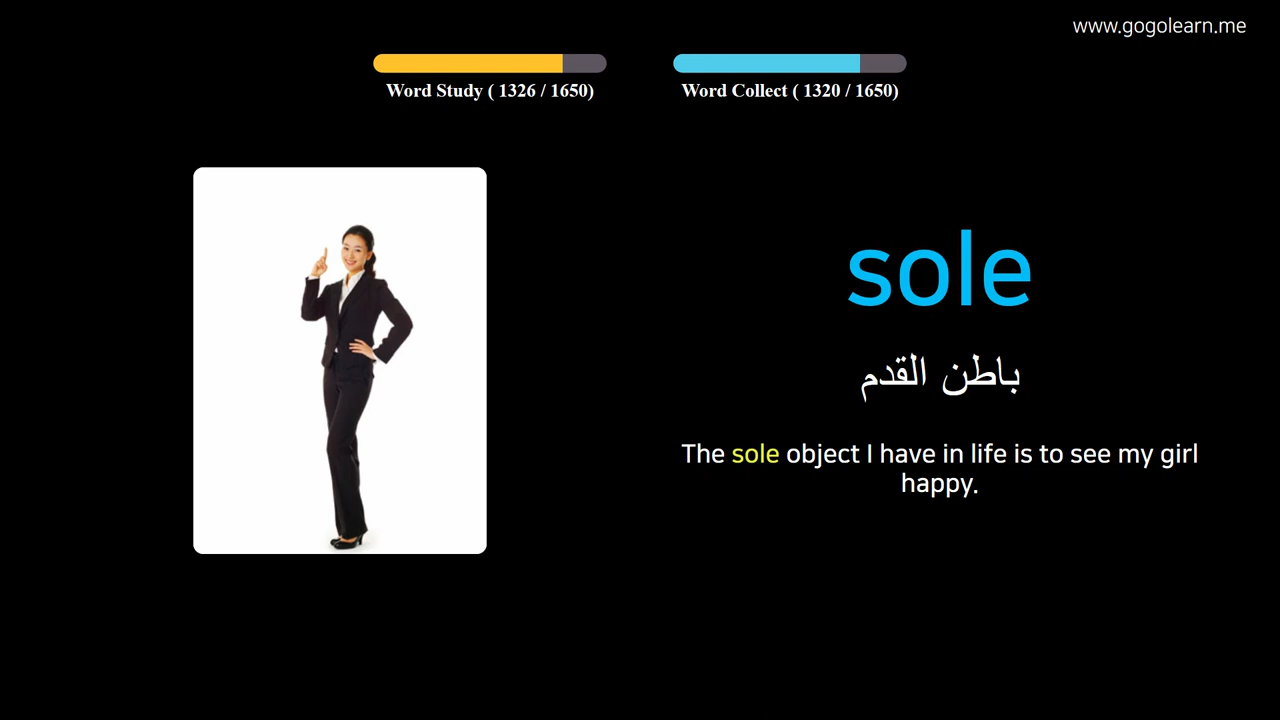 www.gogolearn.me
Word Study ( 1326 / 1650)
Word Collect ( 1320 / 1650)
sole
باطن القدم
The sole object I have in life is to see my girl
happy.